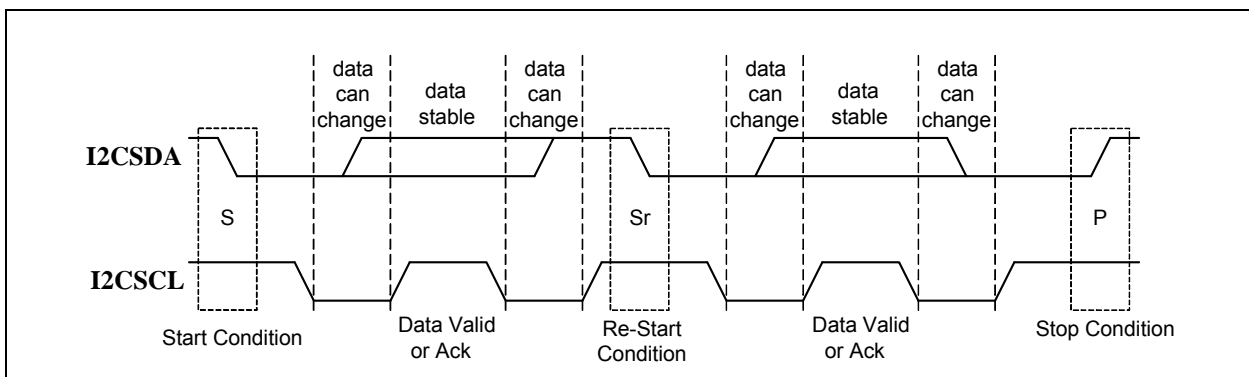 data
can
change
data
stable
data
can
change
data
can
change
data
stable
data
can
change
I2CSDA
S
Sr
P
I2CSCL
Start Condition
Data Valid
or Ack
Re-Start
Condition
Data Valid
or Ack
Stop Condition